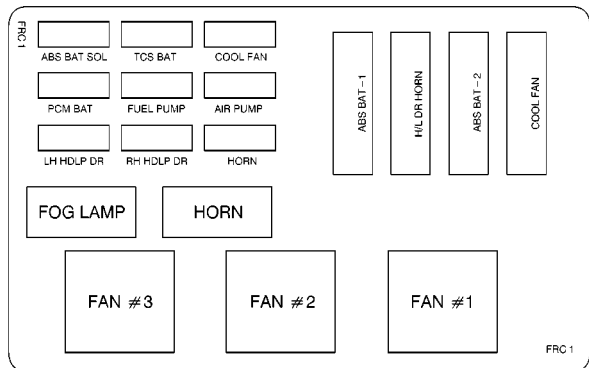 FRC 1
ABS BAT SOL TCS BAT COOL FAN
PCM BAT FUEL PUMP AIR PUMP
LH HDLP DR RH HDLP DR HORN
ABS BAT – 1
H/L DR HORN
ABS BAT – 2
COOL FAN
FOG LAMP HORN
FAN #3 FAN #2 FAN #1
FRC 1